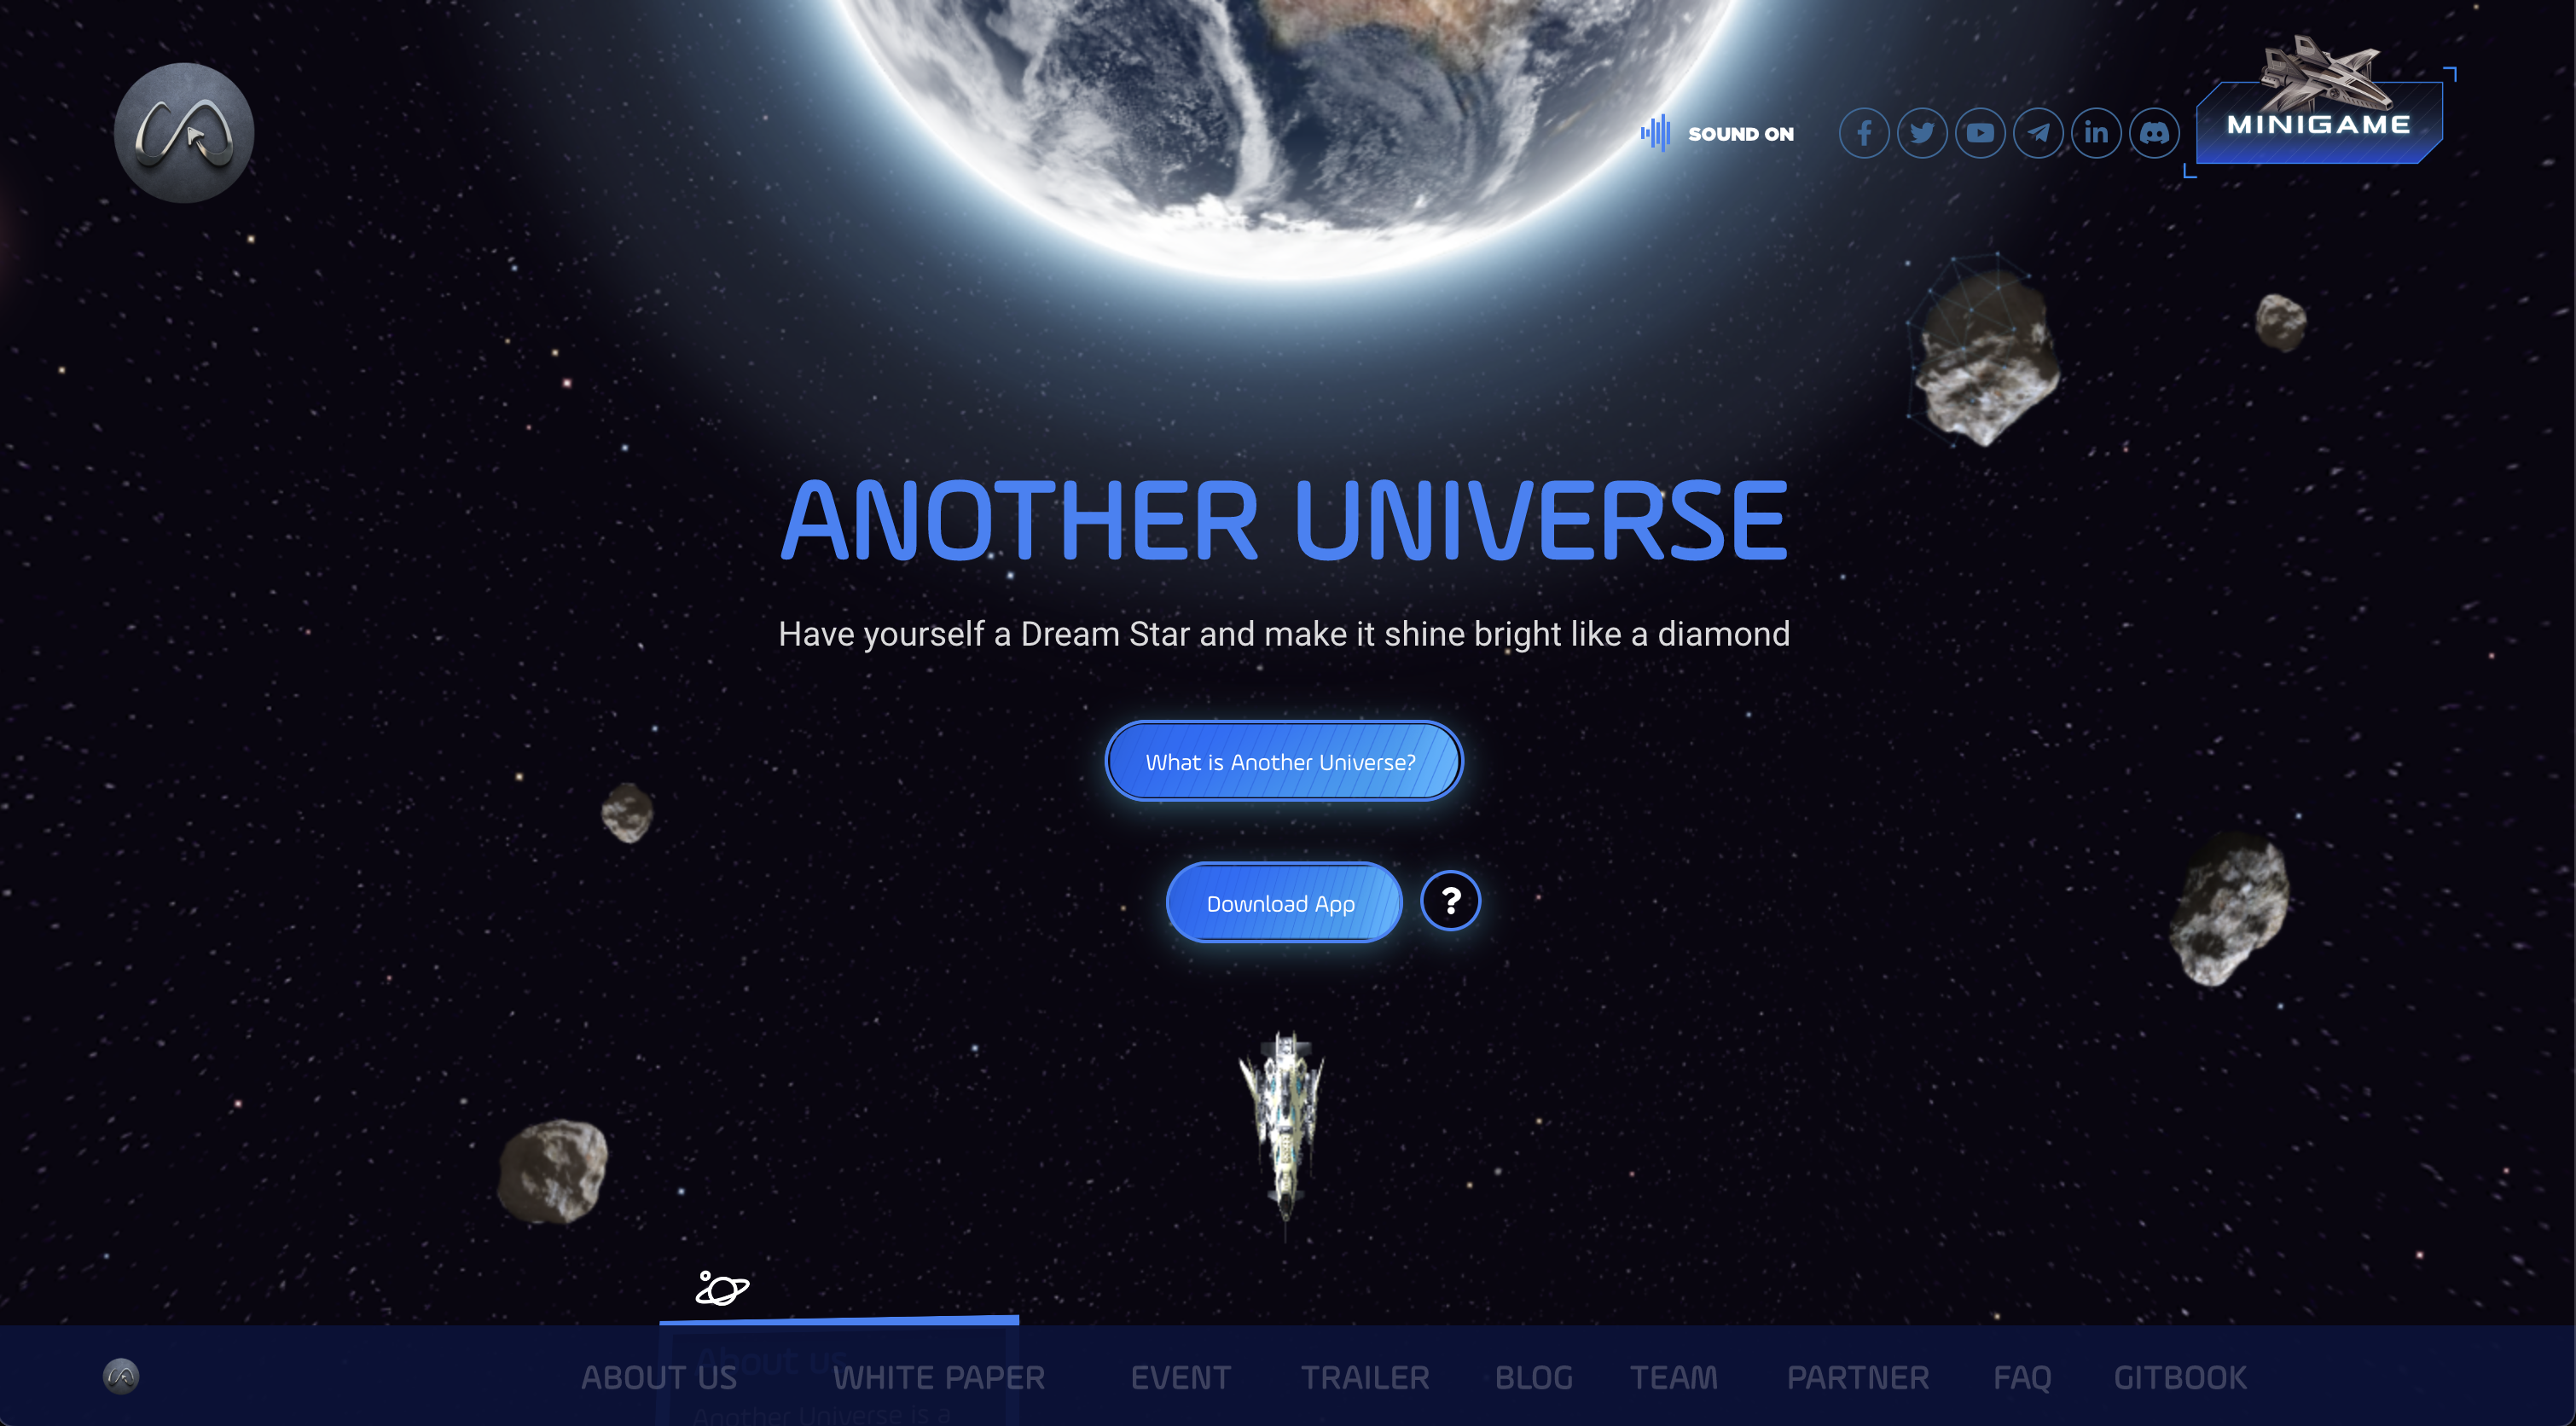 SOUND ON
MINIGAME
ANOTHER UNIVERSE
Have yourself a Dream Star and make it shine bright like a diamond
What is Another Universe?
Download App
?
About us
ABOUT US WHITE PAPER EVENT TRAILER BLOG TEAM PARTNER FAQ GITBOOK
Another Universe is a